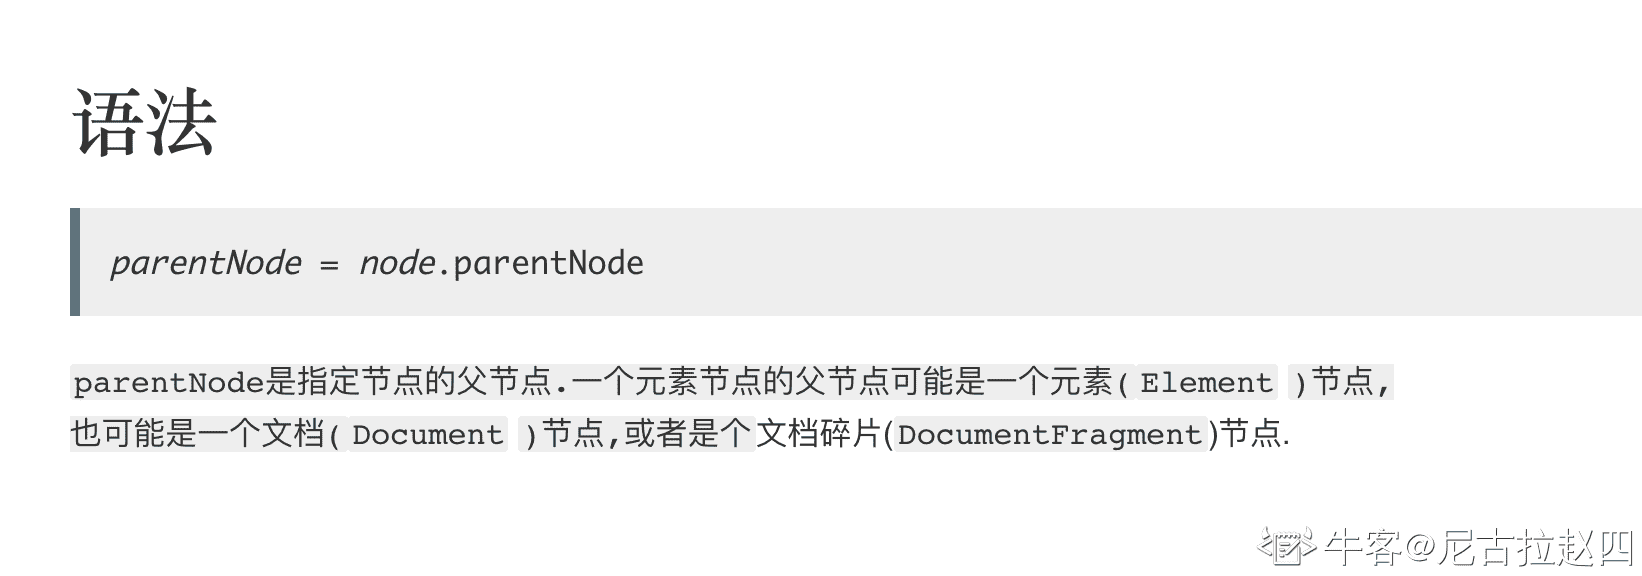 语法
parentNode = node.parentNode
parentNode是指定节点的父节点.一个元素节点的父节点可能是一个元素(Element )节点,
也可能是一个文档(Document )节点,或者是个文档碎片(DocumentFragment)节点.
牛客@尼古拉赵四